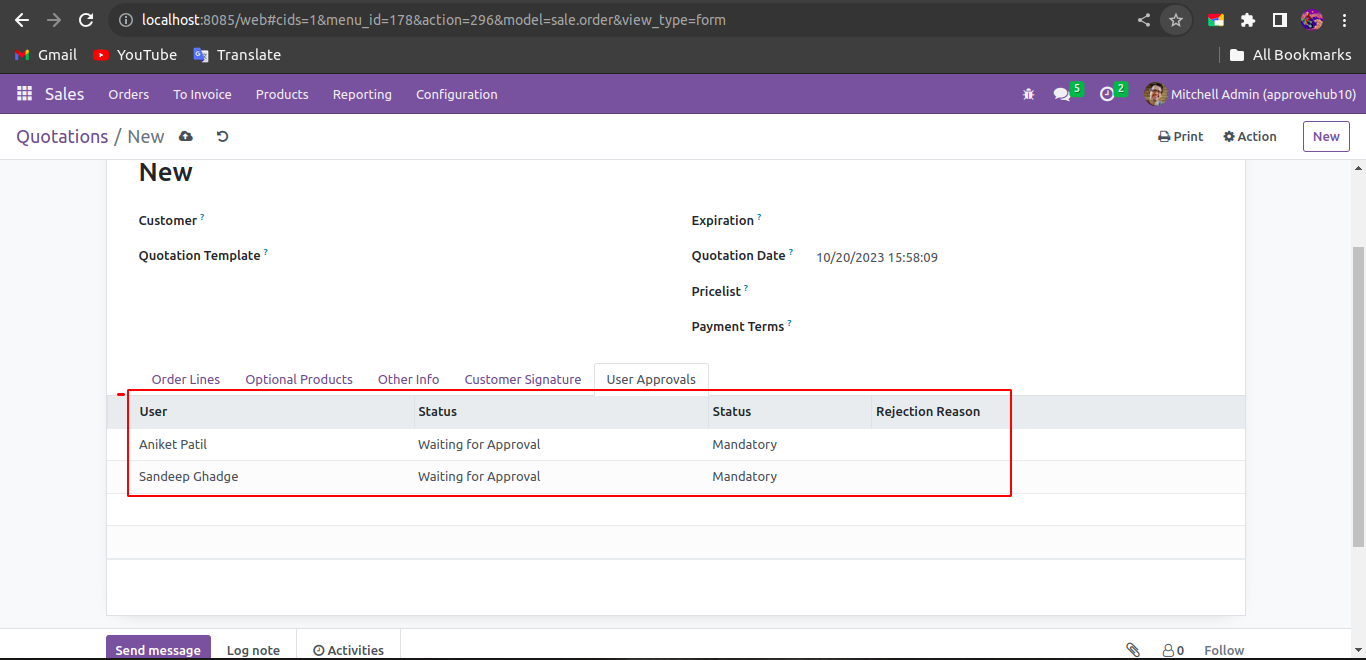 localhost:8085/web#cids=1&menu_id=178&action=296&model=sale.order&view_type=form
Gmail YouTube Translate All Bookmarks
Sales Orders To Invoice Products Reporting Configuration 5 2 Mitchell Admin (approvehub10)
Quotations / New Print Action New
New
Customer ? Expiration ?
Quotation Template ? Quotation Date ? 10/20/2023 15:58:09
Pricelist ?
Payment Terms ?
Order Lines Optional Products Other Info Customer Signature User Approvals
User Status Status Rejection Reason
Aniket Patil Waiting for Approval Mandatory
Sandeep Ghadge Waiting for Approval Mandatory
Send message Log note Activities 0 Follow